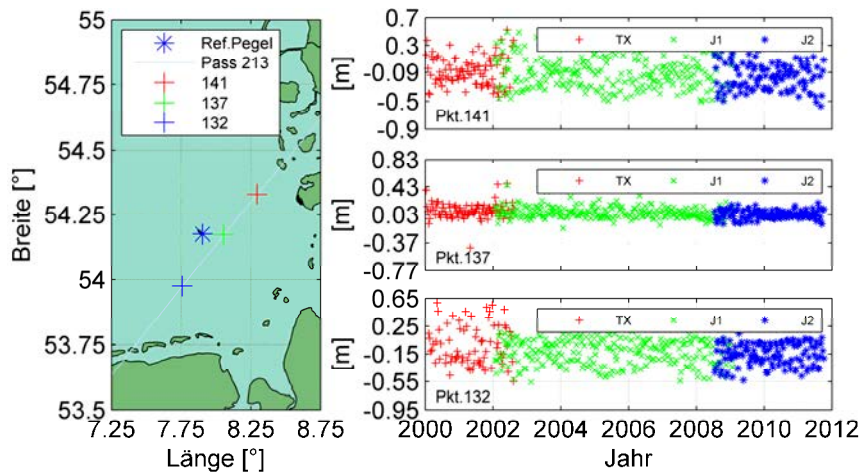 55
54.75
54.5
54.25
54
53.75
53.5
Breite [°]
7.25 7.75 8.25 8.75
Länge [°]
Ref.Pegel
Pass 213
141
137
132
0.7
0.3
-0.09
-0.5
-0.9
[m]
TX J1 J2
Pkt.141
0.83
0.43
0.03
-0.37
-0.77
[m]
TX J1 J2
Pkt.137
0.65
0.25
-0.15
-0.55
-0.95
[m]
TX J1 J2
Pkt.132
2000 2002 2004 2006 2008 2010 2012
Jahr